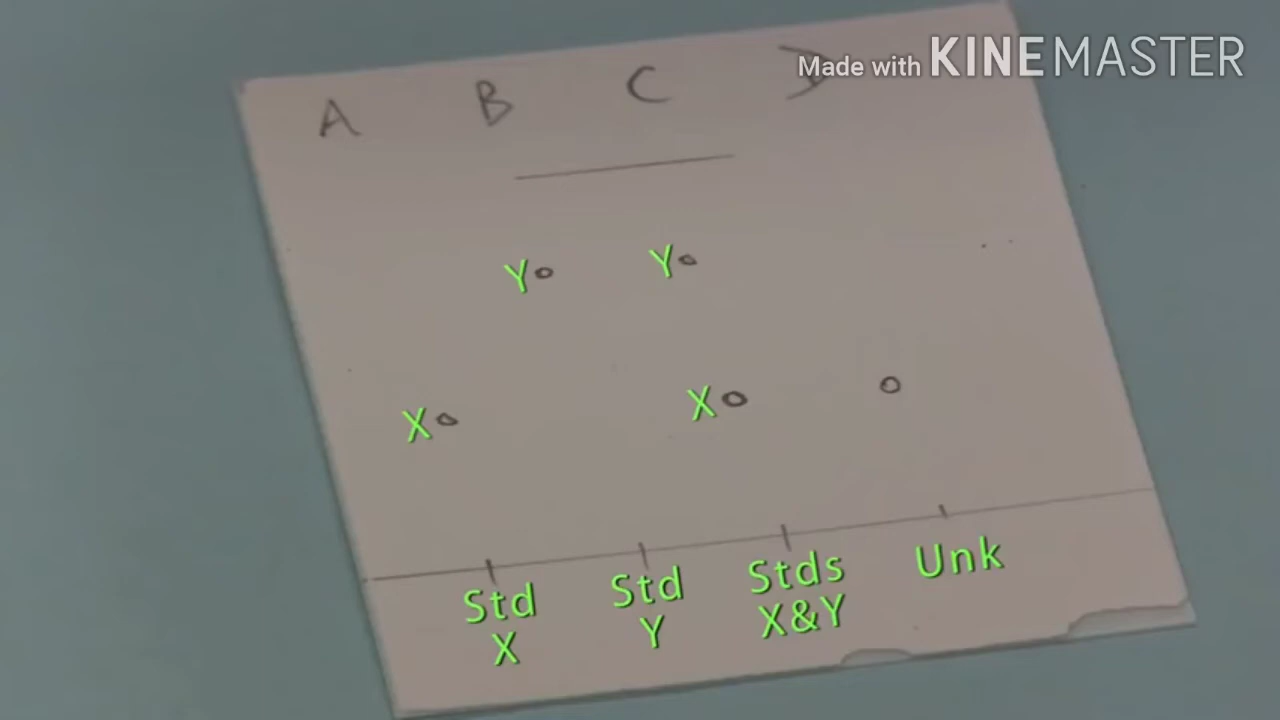 A B C D
Made with KINEMASTER
Y Y
X X
Std X
Std Y
Stds X&Y
Unk